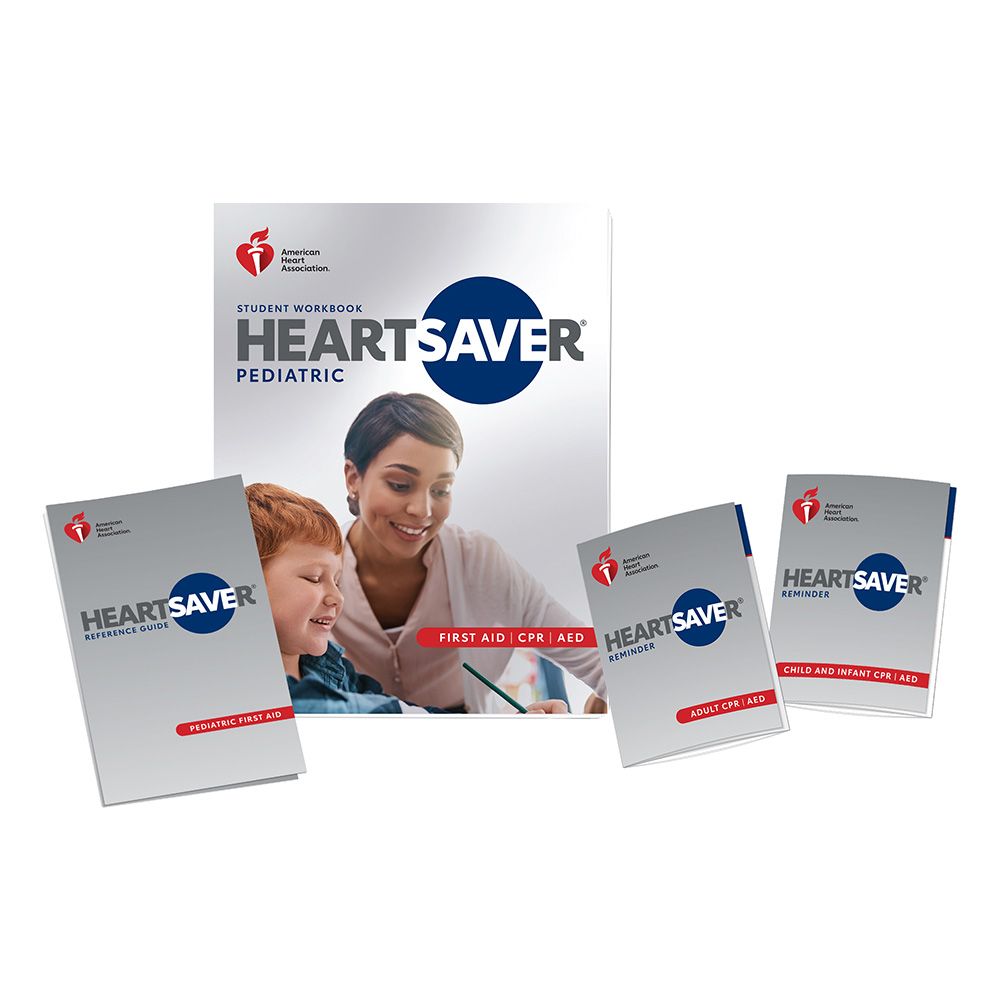 American
Heart
Association®
STUDENT WORKBOOK
HEARTSAVER®
PEDIATRIC
FIRST AID | CPR | AED
American
Heart
Association®
HEARTSAVER®
REFERENCE GUIDE
PEDIATRIC FIRST AID
American
Heart
Association®
HEARTSAVER®
REMINDER
ADULT CPR | AED
American
Heart
Association®
HEARTSAVER®
REMINDER
CHILD AND INFANT CPR | AED